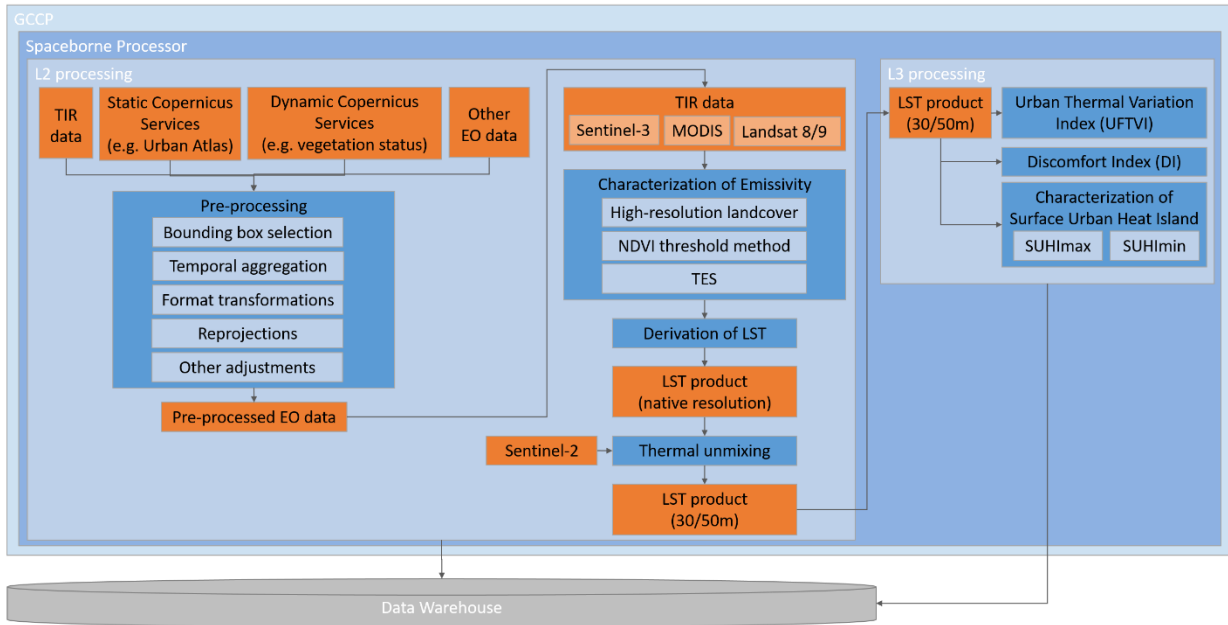 GCCP
Spaceborne Processor
L2 processing
TIR
data
Static Copernicus
Services
(e.g. Urban Atlas)
Dynamic Copernicus
Services
(e.g. vegetation status)
Other
EO data
Pre-processing
Bounding box selection
Temporal aggregation
Format transformations
Reprojections
Other adjustments
Pre-processed EO data
TIR data
Sentinel-3
MODIS
Landsat 8/9
Characterization of Emissivity
High-resolution landcover
NDVI threshold method
TES
Derivation of LST
LST product
(native resolution)
Sentinel-2
Thermal unmixing
LST product
(30/50m)
L3 processing
LST product
(30/50m)
Urban Thermal Variation
Index (UFTVI)
Discomfort Index (DI)
Characterization of
Surface Urban Heat Island
SUHImax
SUHImin
Data Warehouse